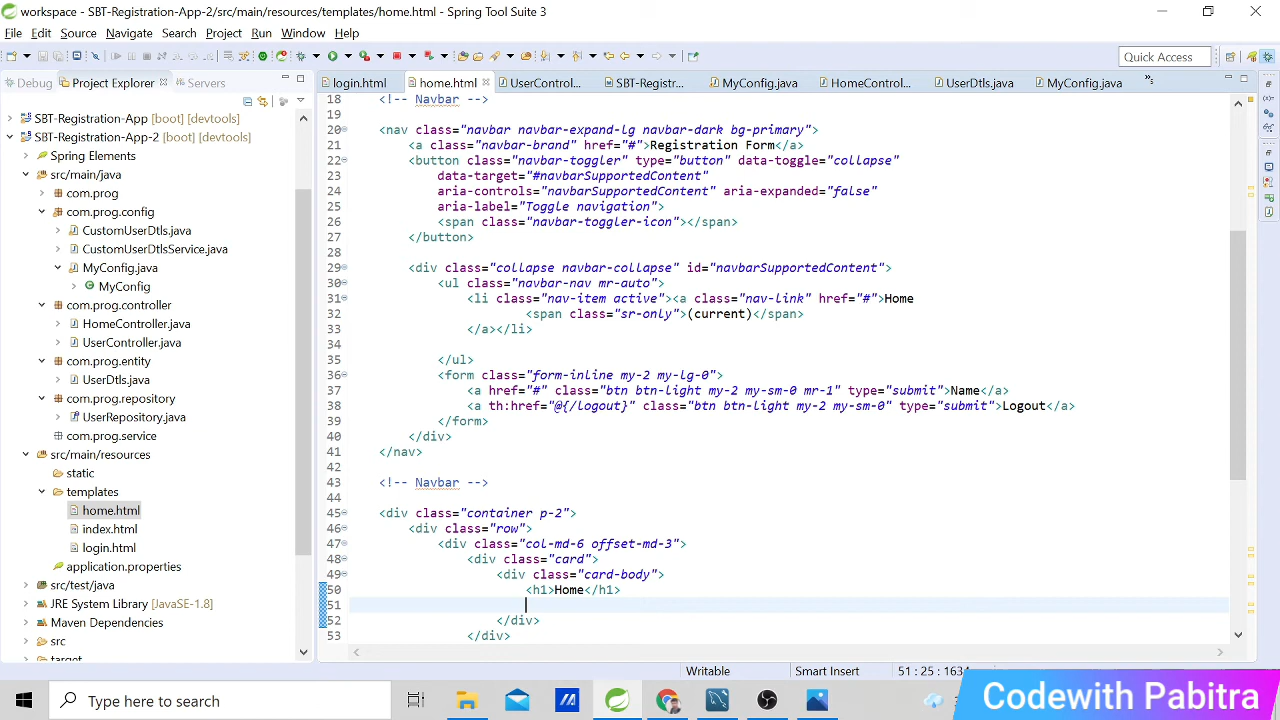 workspace - SBT-Registration-App-2/src/main/resources/templates/home.html - Spring Tool Suite 3
File Edit Source Navigate Search Project Run Window Help
Quick Access
Debug Project Explorer Servers
login.html home.html UserControl... SBT-Registr... MyConfig.java HomeControl... UserDtls.java MyConfig.java
SBT-Registration-App [boot] [devtools]
SBT-Registration-App-2 [boot] [devtools]
Spring Elements
src/main/java
com.prog
com.prog.config
CustomUserDtls.java
CustomUserDtlsService.java
MyConfig.java
MyConfig
com.prog.controller
HomeController.java
UserController.java
com.prog.entity
UserDtls.java
com.prog.repository
UserRepository.java
com.prog.service
src/main/resources
static
templates
home.html
index.html
login.html
application.properties
src/test/java
JRE System Library [JavaSE-1.8]
Maven Dependencies
src
target
18 <!-- Navbar -->
19
20 <nav class="navbar navbar-expand-lg navbar-dark bg-primary">
21 <a class="navbar-brand" href="#">Registration Form</a>
22 <button class="navbar-toggler" type="button" data-toggle="collapse"
23 data-target="#navbarSupportedContent"
24 aria-controls="navbarSupportedContent" aria-expanded="false"
25 aria-label="Toggle navigation">
26 <span class="navbar-toggler-icon"></span>
27 </button>
28
29 <div class="collapse navbar-collapse" id="navbarSupportedContent">
30 <ul class="navbar-nav mr-auto">
31 <li class="nav-item active"><a class="nav-link" href="#">Home
32 <span class="sr-only">(current)</span>
33 </a></li>
34
35 </ul>
36 <form class="form-inline my-2 my-lg-0">
37 <a href="#" class="btn btn-light my-2 my-sm-0 mr-1" type="submit">Name</a>
38 <a th:href="@{/logout}" class="btn btn-light my-2 my-sm-0" type="submit">Logout</a>
39 </form>
40 </div>
41 </nav>
42
43 <!-- Navbar -->
44
45 <div class="container p-2">
46 <div class="row">
47 <div class="col-md-6 offset-md-3">
48 <div class="card">
49 <div class="card-body">
50 <h1>Home</h1>
51
52 </div>
53 </div>
Writable Smart Insert 51 : 25 : 1634
Type here to search
Codewith Pabitra